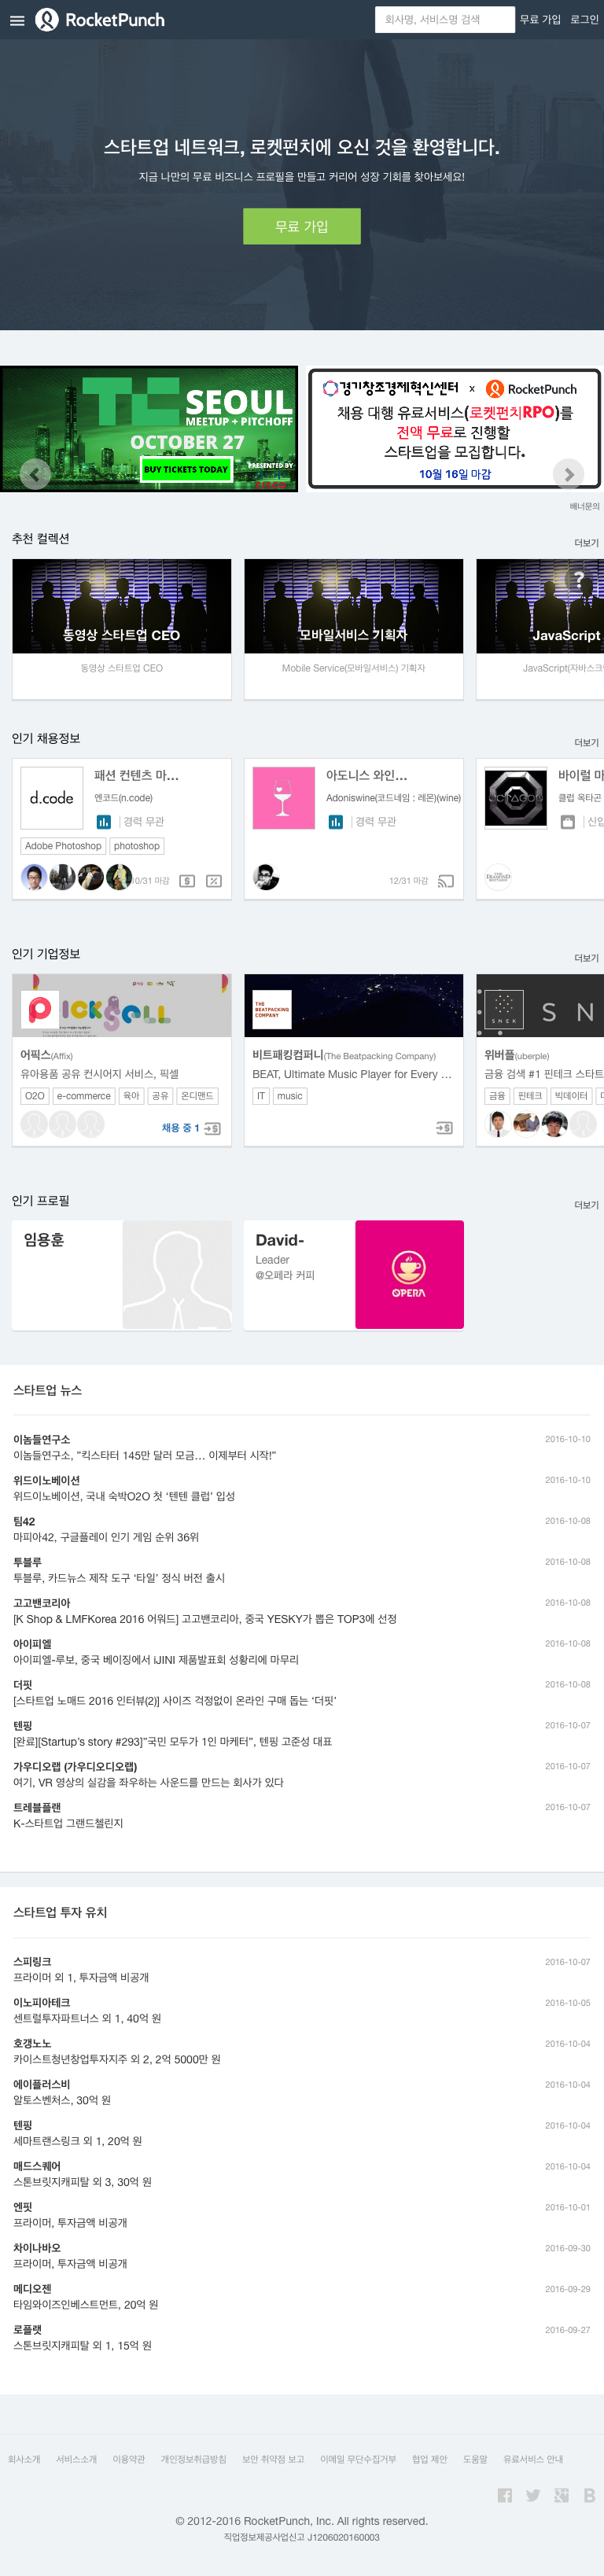 RocketPunch
회사명, 서비스명 검색
무료 가입
로그인
스타트업 네트워크, 로켓펀치에 오신 것을 환영합니다.
지금 나만의 무료 비즈니스 프로필을 만들고 커리어 성장 기회를 찾아보세요!
무료 가입
TC SEOUL
MEETUP + PITCHOFF
OCTOBER 27
BUY TICKETS TODAY
PRESENTED BY
경기창조경제혁신센터 x RocketPunch
채용 대행 유료서비스(로켓펀치RPO)를
전액 무료로 진행할
스타트업을 모집합니다.
10월 16일 마감
배너문의
추천 컬렉션
더보기
동영상 스타트업 CEO
모바일서비스 기획자
?
JavaScript
동영상 스타트업 CEO
Mobile Service(모바일서비스) 기획자
인기 채용정보
더보기
d.code
패션 컨텐츠 마...
엔코드(n.code)
경력 무관
Adobe Photoshop
photoshop
0/31 마감
아도니스 와인...
Adoniswine(코드네임 : 레몬)(wine)
경력 무관
12/31 마감
바이럴 마
OCTAGON
클럽 옥타곤
신입
인기 기업정보
더보기
PICKSELL
어픽스(Affix)
유아용품 공유 컨시어지 서비스, 픽셀
O2O
e-commerce
육아
공유
온디맨드
채용 중 1
THE BEATPACKING COMPANY
비트패킹컴퍼니(The Beatpacking Company)
BEAT, Ultimate Music Player for Every ...
IT
music
SNEK
S N
위버플(uberple)
금융 검색 #1 핀테크 스타트
금융
핀테크
빅데이터
인기 프로필
더보기
임용훈
David-
Leader
@오페라 커피
OPERA
스타트업 뉴스
이놈들연구소
2016-10-10
이놈들연구소, "킥스타터 145만 달러 모금... 이제부터 시작!"
위드이노베이션
2016-10-10
위드이노베이션, 국내 숙박O2O 첫 ‘텐텐 클럽’ 입성
팀42
2016-10-08
마피아42, 구글플레이 인기 게임 순위 36위
투블루
2016-10-08
투블루, 카드뉴스 제작 도구 ‘타일’ 정식 버전 출시
고고밴코리아
2016-10-08
[K Shop & LMFKorea 2016 어워드] 고고밴코리아, 중국 YESKY가 뽑은 TOP3에 선정
아이피엘
2016-10-08
아이피엘-루보, 중국 베이징에서 iJINI 제품발표회 성황리에 마무리
더핏
2016-10-08
[스타트업 노매드 2016 인터뷰(2)] 사이즈 걱정없이 온라인 구매 돕는 ‘더핏’
텐핑
2016-10-07
[완료][Startup’s story #293]"국민 모두가 1인 마케터", 텐핑 고준성 대표
가우디오랩 (가우디오디오랩)
2016-10-07
여기, VR 영상의 실감을 좌우하는 사운드를 만드는 회사가 있다
트레블플랜
2016-10-07
K-스타트업 그랜드첼린지
스타트업 투자 유치
스피링크
2016-10-07
프라이머 외 1, 투자금액 비공개
이노피아테크
2016-10-05
센트럴투자파트너스 외 1, 40억 원
호갱노노
2016-10-04
카이스트청년창업투자지주 외 2, 2억 5000만 원
에이플러스비
2016-10-04
알토스벤처스, 30억 원
텐핑
2016-10-04
세마트랜스링크 외 1, 20억 원
매드스퀘어
2016-10-04
스톤브릿지캐피탈 외 3, 30억 원
엔핏
2016-10-01
프라이머, 투자금액 비공개
차이나바오
2016-09-30
프라이머, 투자금액 비공개
메디오젠
2016-09-29
타임와이즈인베스트먼트, 20억 원
로플랫
2016-09-27
스톤브릿지캐피탈 외 1, 15억 원
회사소개
서비스소개
이용약관
개인정보취급방침
보안 취약점 보고
이메일 무단수집거부
협업 제안
도움말
유료서비스 안내
© 2012-2016 RocketPunch, Inc. All rights reserved.
직업정보제공사업신고 J1206020160003